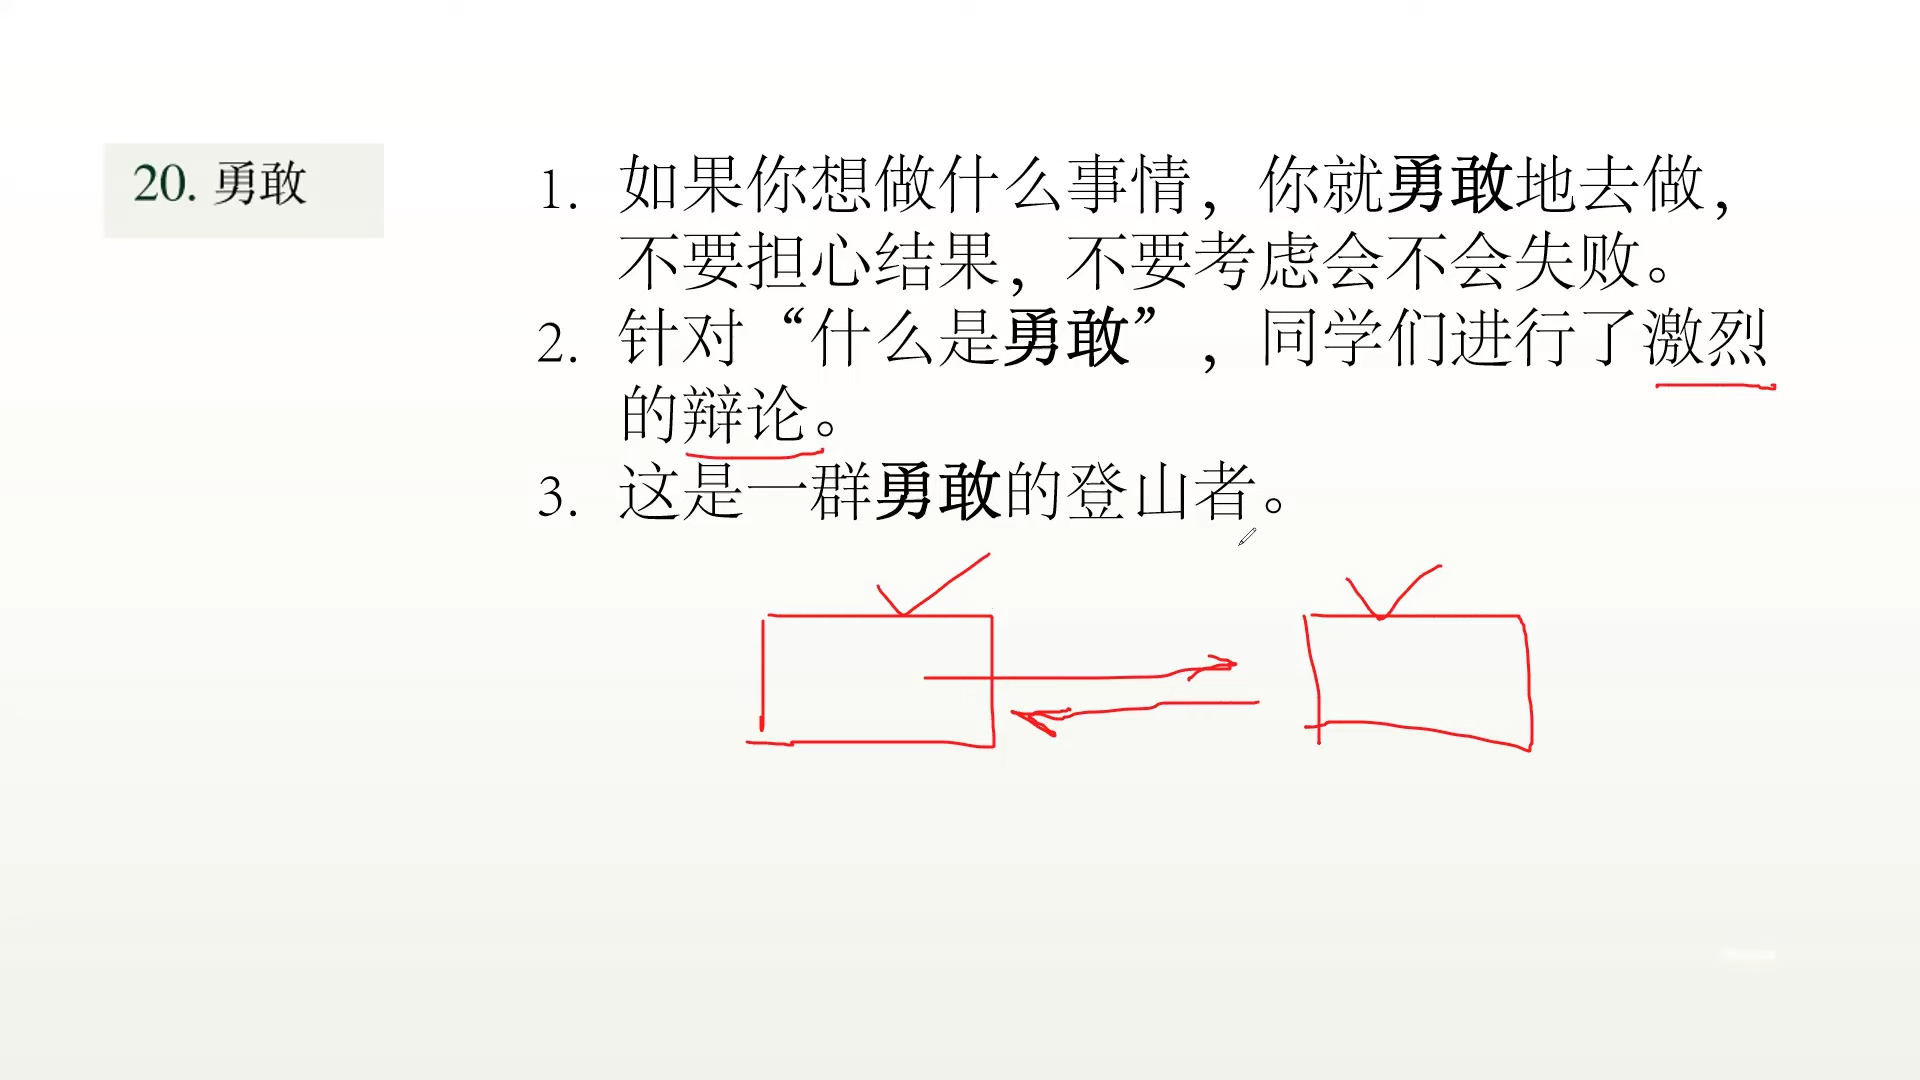 20. 勇敢
1. 如果你想做什么事情，你就勇敢地去做，
不要担心结果，不要考虑会不会失败。
2. 针对“什么是勇敢”，同学们进行了激烈
的辩论。
3. 这是一群勇敢的登山者。